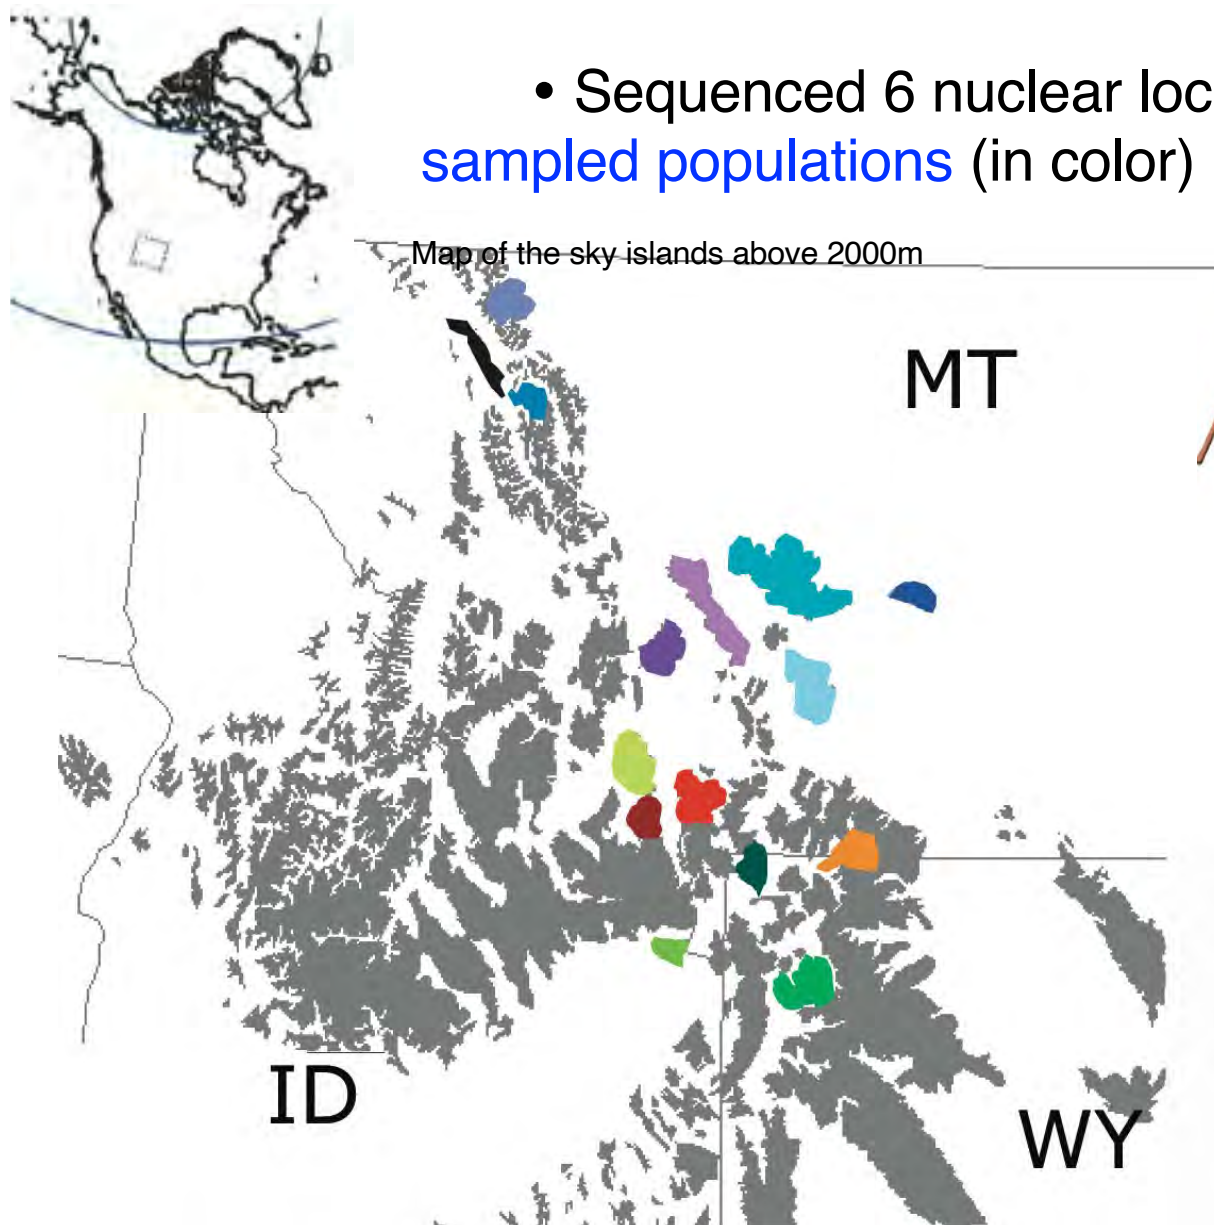 • Sequenced 6 nuclear loc
sampled populations (in color)
Map of the sky islands above 2000m
MT
ID
WY